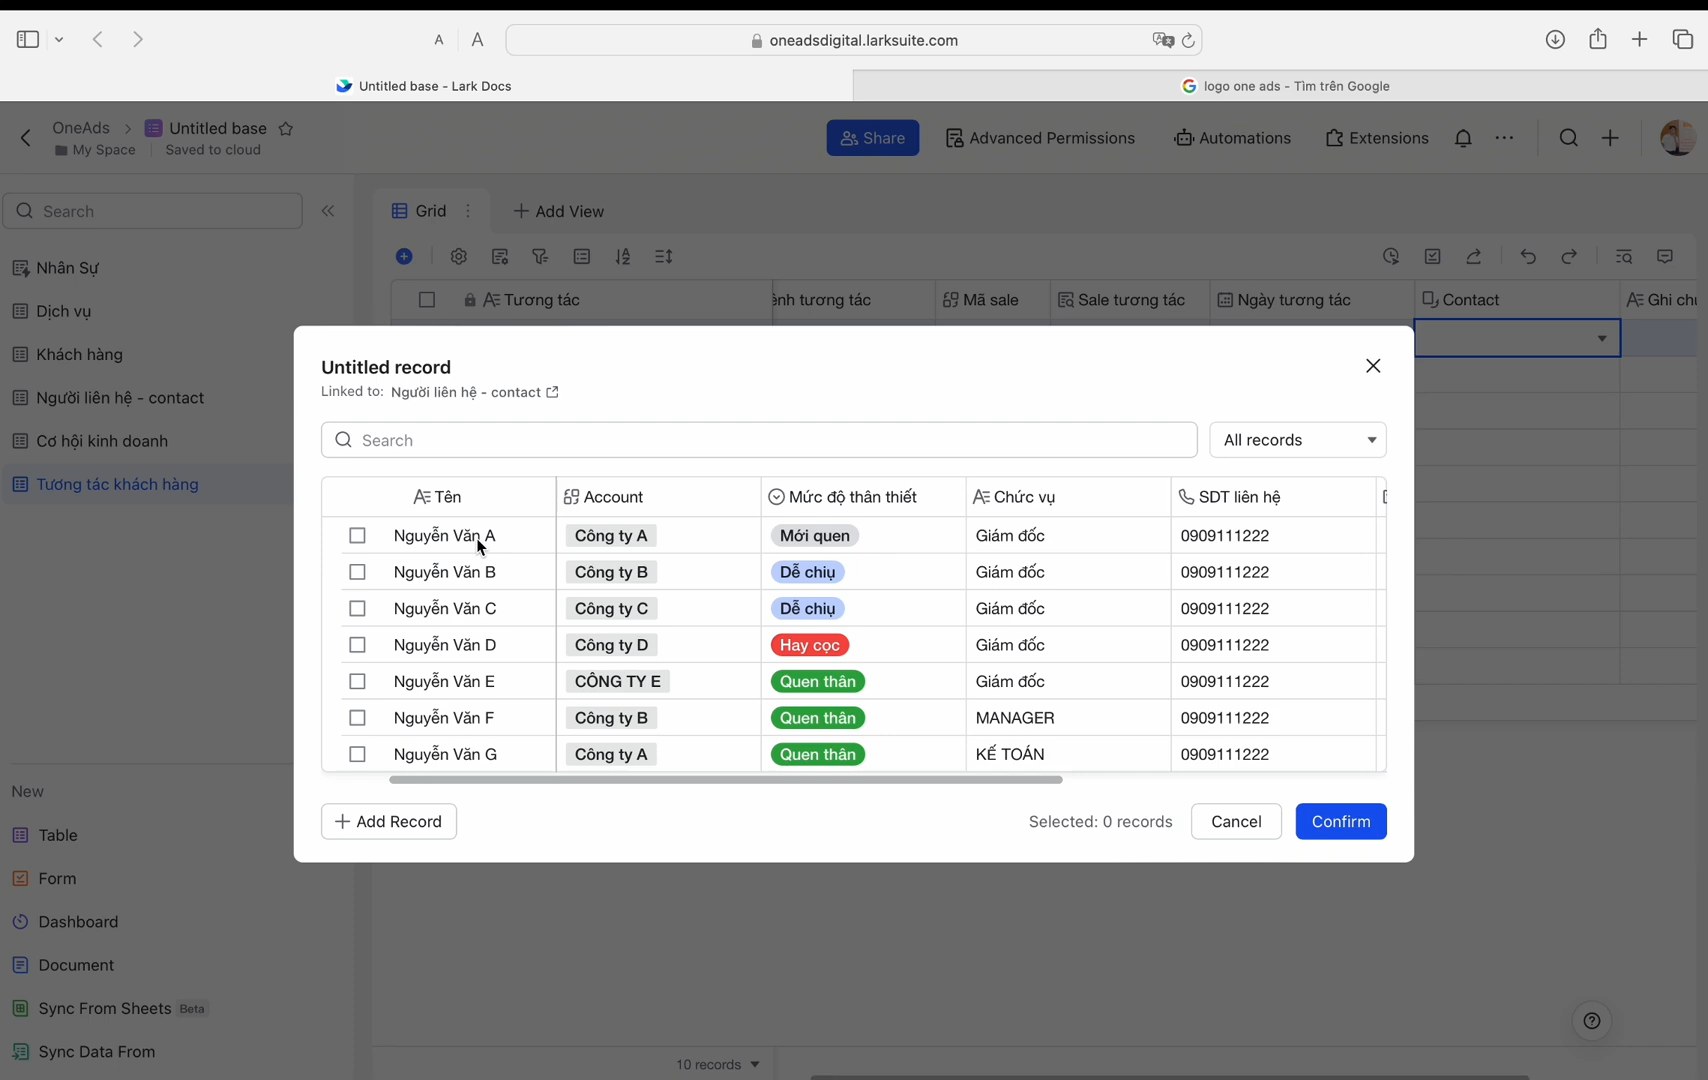 A A oneadsdigital.larksuite.com
Untitled base - Lark Docs
logo one ads - Tìm trên Google
OneAds > Untitled base
My Space Saved to cloud
Share
Advanced Permissions
Automations
Extensions
Search
Grid
+ Add View
Nhân Sự
Dịch vụ
Khách hàng
Người liên hệ - contact
Cơ hội kinh doanh
Tương tác khách hàng
Tương tác
ênh tương tác
Mã sale
Sale tương tác
Ngày tương tác
Contact
Ghi chú
Untitled record
Linked to: Người liên hệ - contact
Search
All records
Tên Account Mức độ thân thiết Chức vụ SDT liên hệ
Nguyễn Văn A Công ty A Mới quen Giám đốc 0909111222
Nguyễn Văn B Công ty B Dễ chịu Giám đốc 0909111222
Nguyễn Văn C Công ty C Dễ chịu Giám đốc 0909111222
Nguyễn Văn D Công ty D Hay cọc Giám đốc 0909111222
Nguyễn Văn E CÔNG TY E Quen thân Giám đốc 0909111222
Nguyễn Văn F Công ty B Quen thân MANAGER 0909111222
Nguyễn Văn G Công ty A Quen thân KẾ TOÁN 0909111222
+ Add Record
Selected: 0 records
Cancel
Confirm
New
Table
Form
Dashboard
Document
Sync From Sheets Beta
Sync Data From
10 records